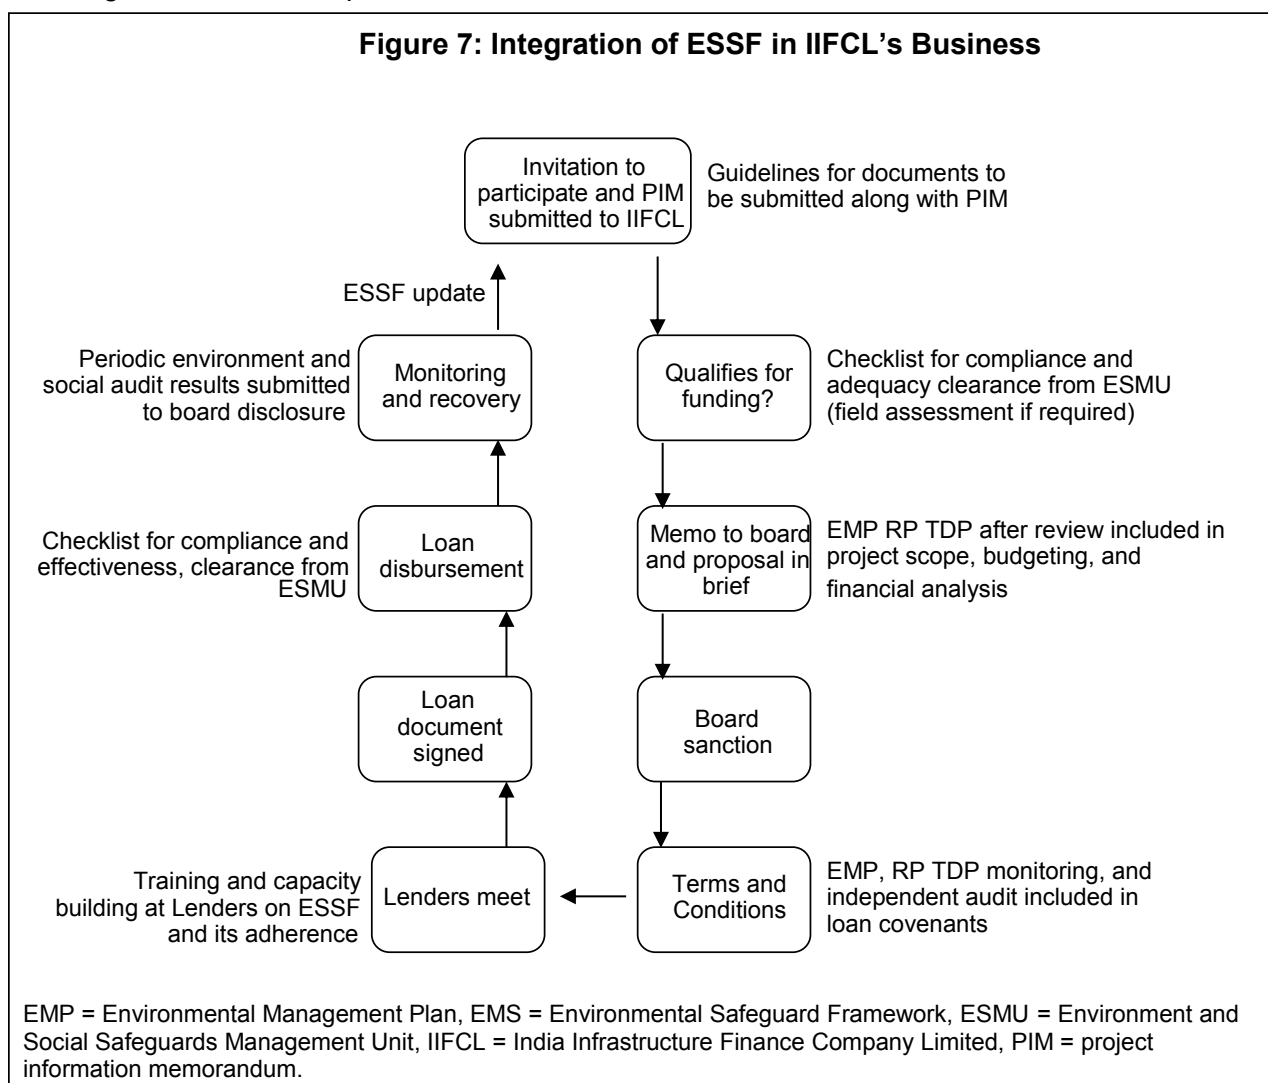 Figure 7: Integration of ESSF in IIFCL's Business
Invitation to
participate and PIM
submitted to IIFCL
Guidelines for documents to
be submitted along with PIM
ESSF update
Periodic environment and
social audit results submitted
to board disclosure
Monitoring
and recovery
Qualifies for
funding?
Checklist for compliance and
adequacy clearance from ESMU
(field assessment if required)
Checklist for compliance and
effectiveness, clearance from
ESMU
Loan
disbursement
Memo to board
and proposal in
brief
EMP RP TDP after review included in
project scope, budgeting, and
financial analysis
Loan
document
signed
Board
sanction
Training and capacity
building at Lenders on ESSF
and its adherence
Lenders meet
Terms and
Conditions
EMP, RP TDP monitoring, and
independent audit included in
loan covenants
EMP = Environmental Management Plan, EMS = Environmental Safeguard Framework, ESMU = Environment and
Social Safeguards Management Unit, IIFCL = India Infrastructure Finance Company Limited, PIM = project
information memorandum.